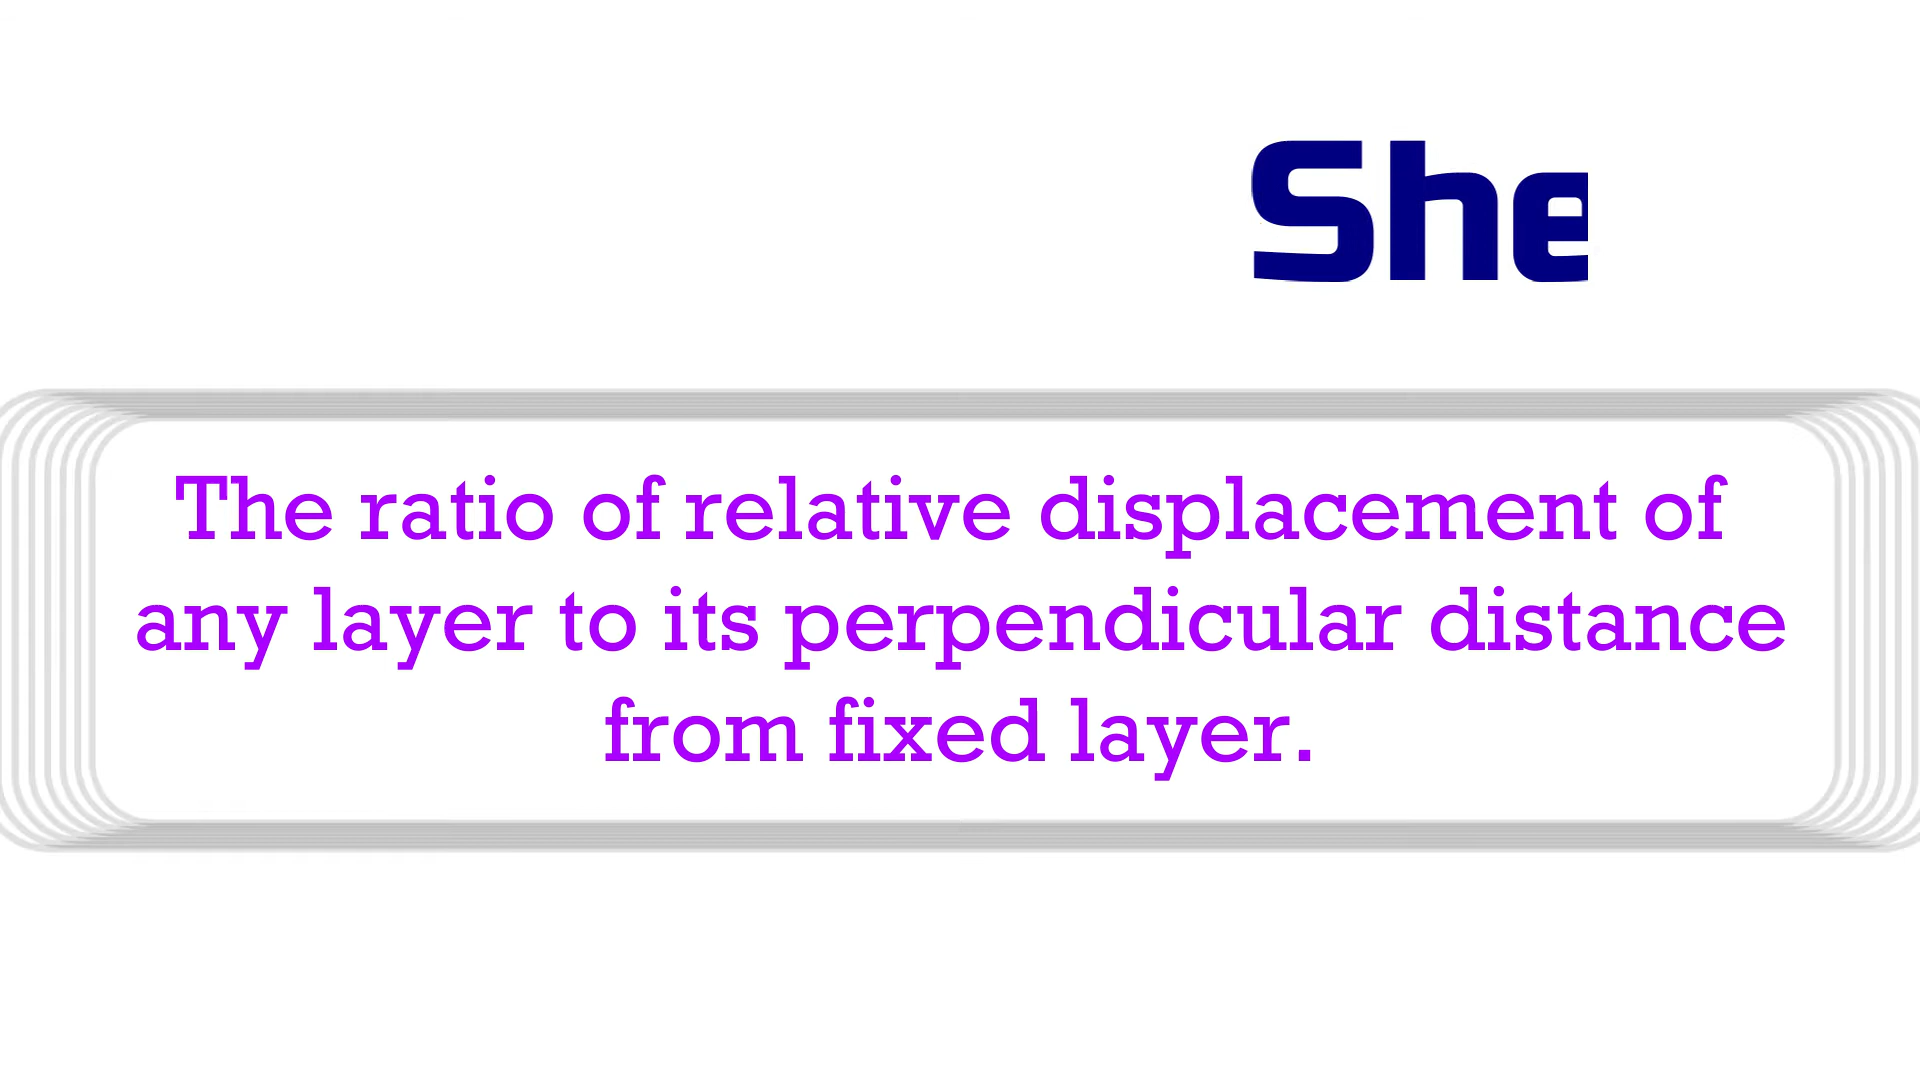 She
The ratio of relative displacement of
any layer to its perpendicular distance
from fixed layer.